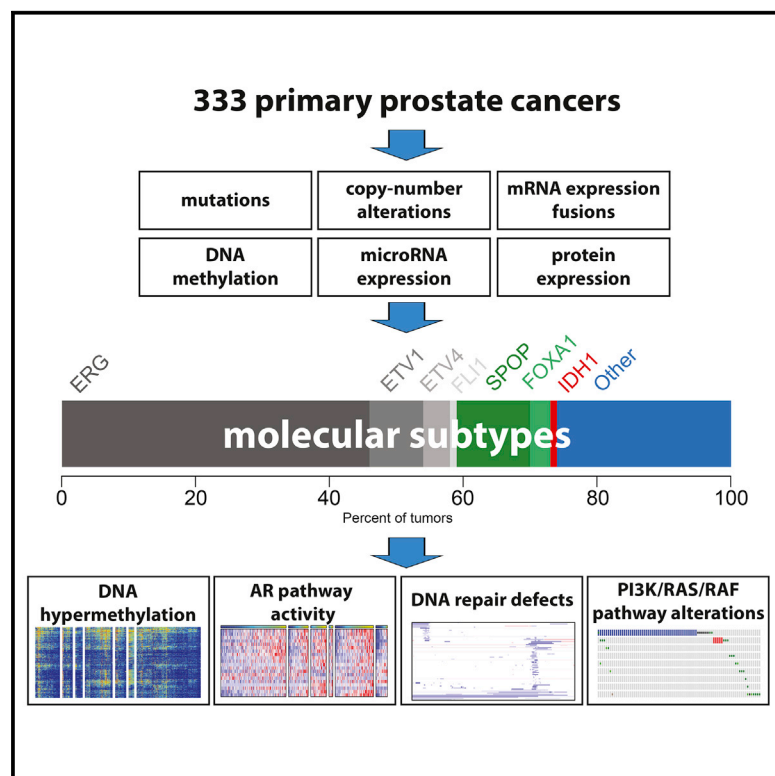 333 primary prostate cancers
mutations
copy-number
alterations
mRNA expression
fusions
DNA
methylation
microRNA
expression
protein
expression
ERG
ETV1
ETV4
FLI1
SPOP
FOXA1
IDH1
Other
molecular subtypes
0
20
40
60
80
100
Percent of tumors
DNA
hypermethylation
AR pathway
activity
DNA repair defects
PI3K/RAS/RAF
pathway alterations